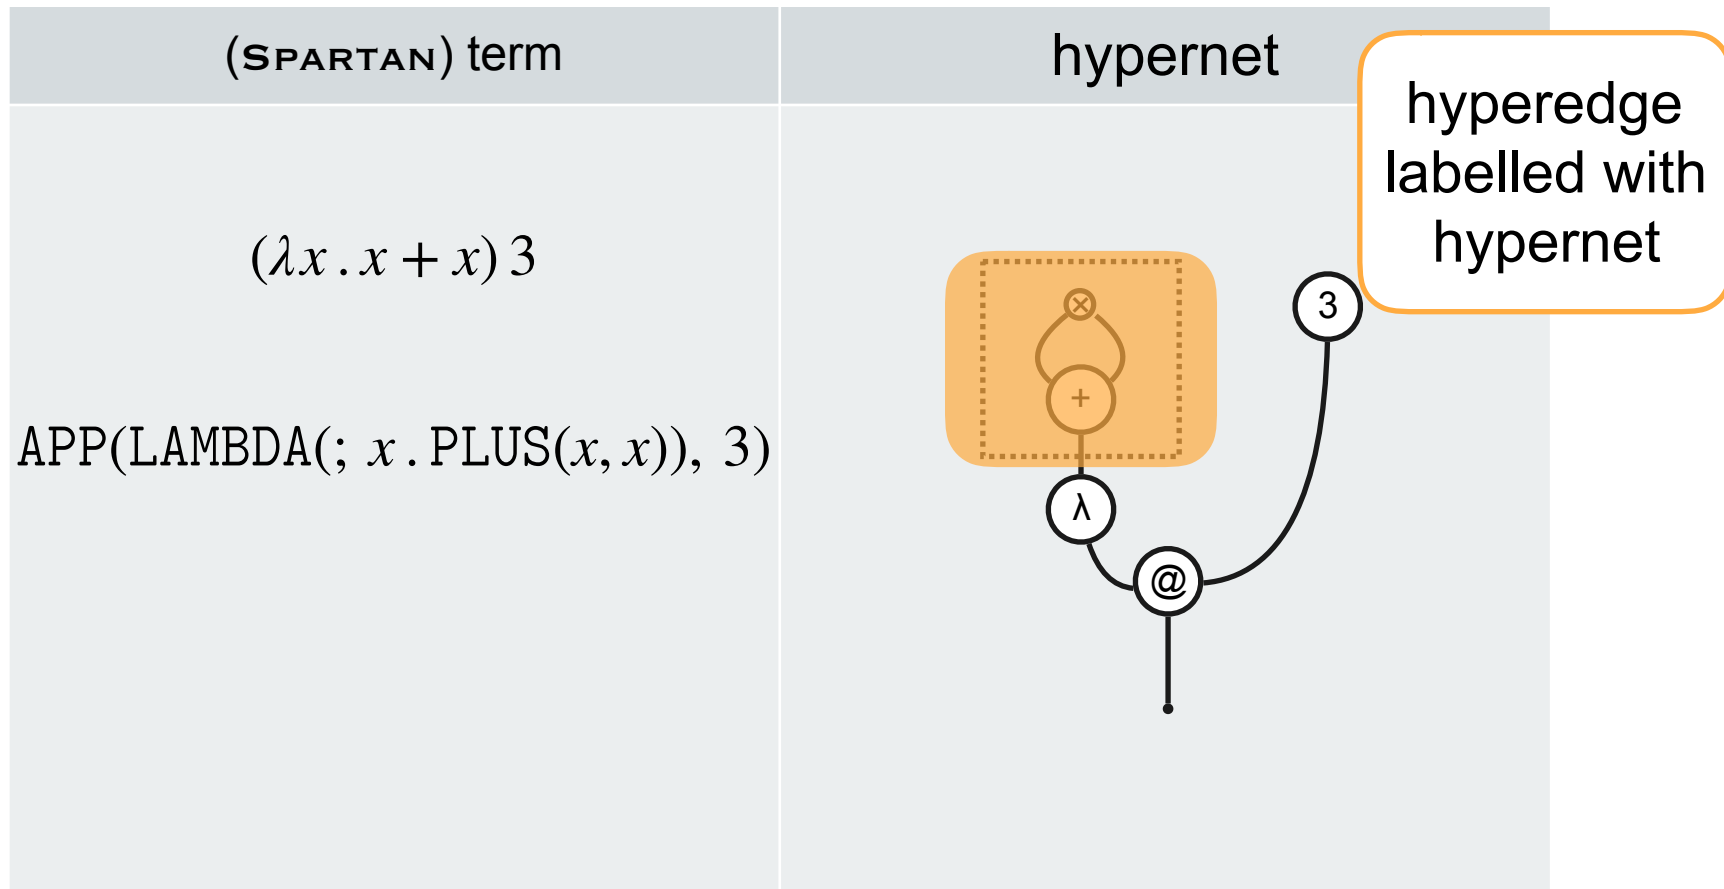 (SPARTAN) term
hypernet
hyperedge
labelled with
hypernet
(λx . x + x) 3
APP(LAMBDA(; x . PLUS(x, x)), 3)
⊗
3
+
λ
@